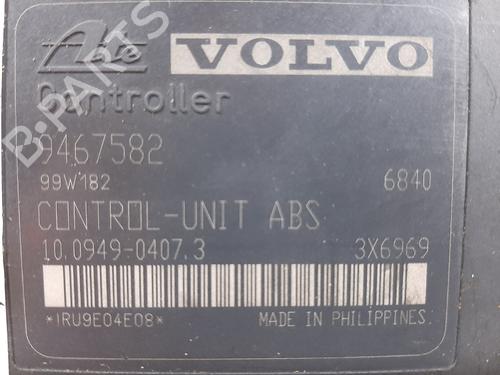 Ate VOLVO
Controller
9467582
99W182 6840
CONTROL-UNIT ABS
10.0949-0407.3 3X6969
*IRU9E04E08* MADE IN PHILIPPINES.
B-PARTS